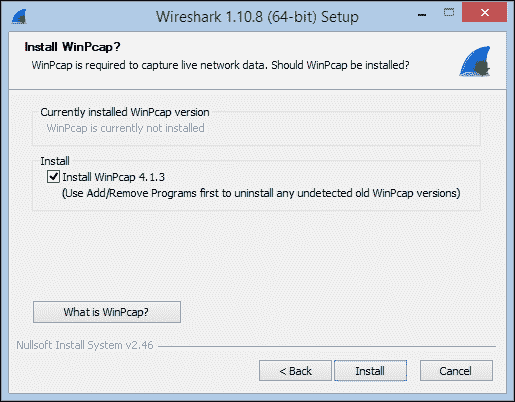 Wireshark 1.10.8 (64-bit) Setup
Install WinPcap?
WinPcap is required to capture live network data. Should WinPcap be installed?
Currently installed WinPcap version
WinPcap is currently not installed
Install
Install WinPcap 4.1.3
(Use Add/Remove Programs first to uninstall any undetected old WinPcap versions)
What is WinPcap?
Nullsoft Install System v2.46
< Back
Install
Cancel